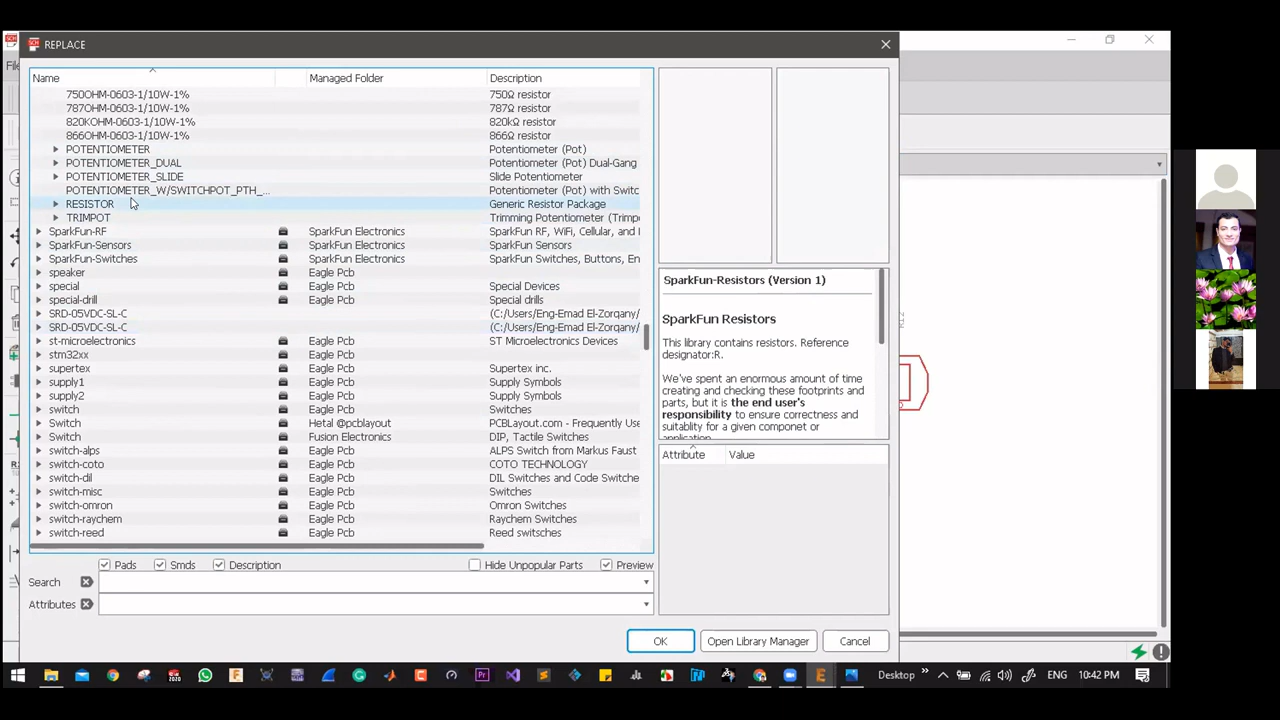 REPLACE
Name Managed Folder Description
750OHM-0603-1/10W-1% 750Ω resistor
787OHM-0603-1/10W-1% 787Ω resistor
820KOHM-0603-1/10W-1% 820kΩ resistor
866OHM-0603-1/10W-1% 866Ω resistor
POTENTIOMETER Potentiometer (Pot)
POTENTIOMETER_DUAL Potentiometer (Pot) Dual-Gang
POTENTIOMETER_SLIDE Slide Potentiometer
POTENTIOMETER_W/SWITCHPOT_PTH_... Potentiometer (Pot) with Switc
RESISTOR Generic Resistor Package
TRIMPOT Trimming Potentiometer (Trimp
SparkFun-RF SparkFun Electronics SparkFun RF, WiFi, Cellular, and
SparkFun-Sensors SparkFun Electronics SparkFun Sensors
SparkFun-Switches SparkFun Electronics SparkFun Switches, Buttons, En
speaker Eagle Pcb
special Eagle Pcb Special Devices
special-drill Eagle Pcb Special drills
SRD-05VDC-SL-C (C:/Users/Eng-Emad El-Zorqany/
SRD-05VDC-SL-C (C:/Users/Eng-Emad El-Zorqany/
st-microelectronics Eagle Pcb ST Microelectronics Devices
stm32xx Eagle Pcb
supertex Eagle Pcb Supertex inc.
supply1 Eagle Pcb Supply Symbols
supply2 Eagle Pcb Supply Symbols
switch Eagle Pcb Switches
Switch Hetal @pcblayout PCBLayout.com - Frequently Use
Switch Fusion Electronics DIP, Tactile Switches
switch-alps Eagle Pcb ALPS Switch from Markus Faust
switch-coto Eagle Pcb COTO TECHNOLOGY
switch-dil Eagle Pcb DIL Switches and Code Switche
switch-misc Eagle Pcb Switches
switch-omron Eagle Pcb Omron Switches
switch-raychem Eagle Pcb Raychem Switches
switch-reed Eagle Pcb Reed switsches
Pads Smds Description Hide Unpopular Parts Preview
Search
Attributes
SparkFun-Resistors (Version 1)
SparkFun Resistors
This library contains resistors. Reference
designator:R.
We've spent an enormous amount of time
creating and checking these footprints and
parts, but it is the end user's
responsibility to ensure correctness and
suitablity for a given componet or
application.
Attribute Value
OK Open Library Manager Cancel
Desktop ENG 10:42 PM